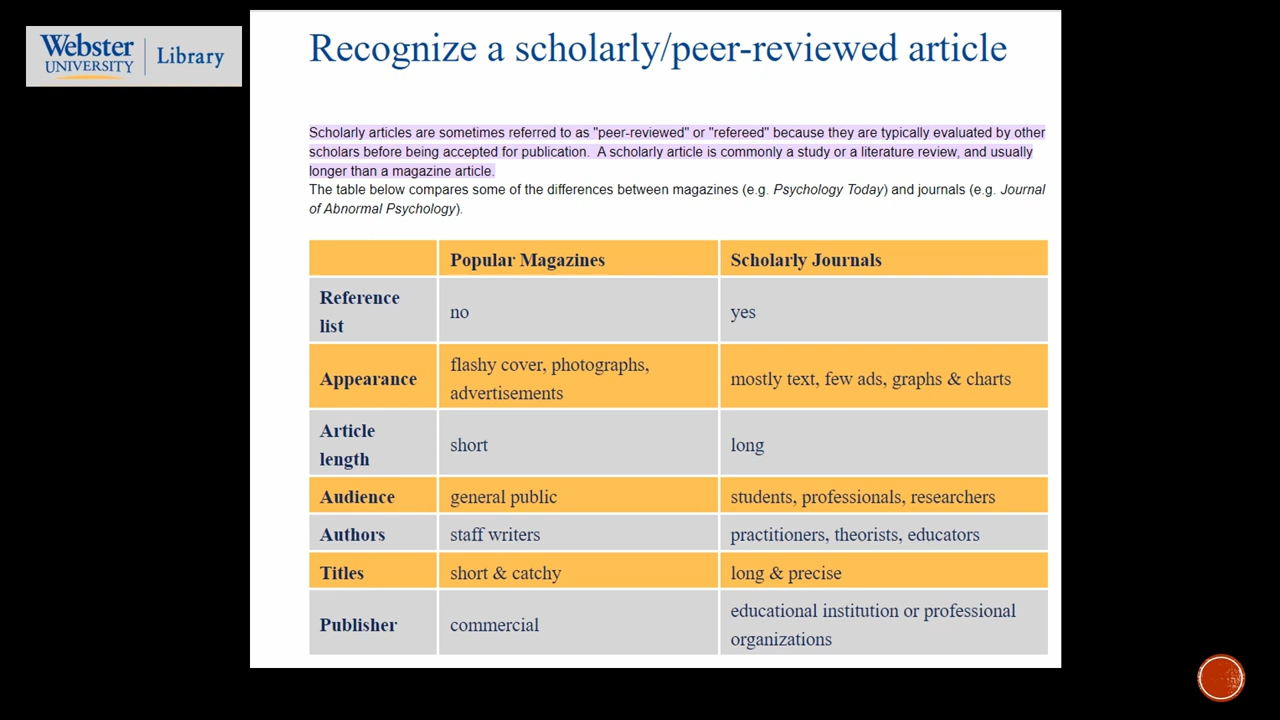 Webster
UNIVERSITY
Library
Recognize a scholarly/peer-reviewed article
Scholarly articles are sometimes referred to as "peer-reviewed" or "refereed" because they are typically evaluated by other
scholars before being accepted for publication.  A scholarly article is commonly a study or a literature review, and usually
longer than a magazine article.
The table below compares some of the differences between magazines (e.g. Psychology Today) and journals (e.g. Journal
of Abnormal Psychology).
Popular Magazines
Scholarly Journals
Reference
list
no
yes
Appearance
flashy cover, photographs,
advertisements
mostly text, few ads, graphs & charts
Article
length
short
long
Audience
general public
students, professionals, researchers
Authors
staff writers
practitioners, theorists, educators
Titles
short & catchy
long & precise
Publisher
commercial
educational institution or professional
organizations